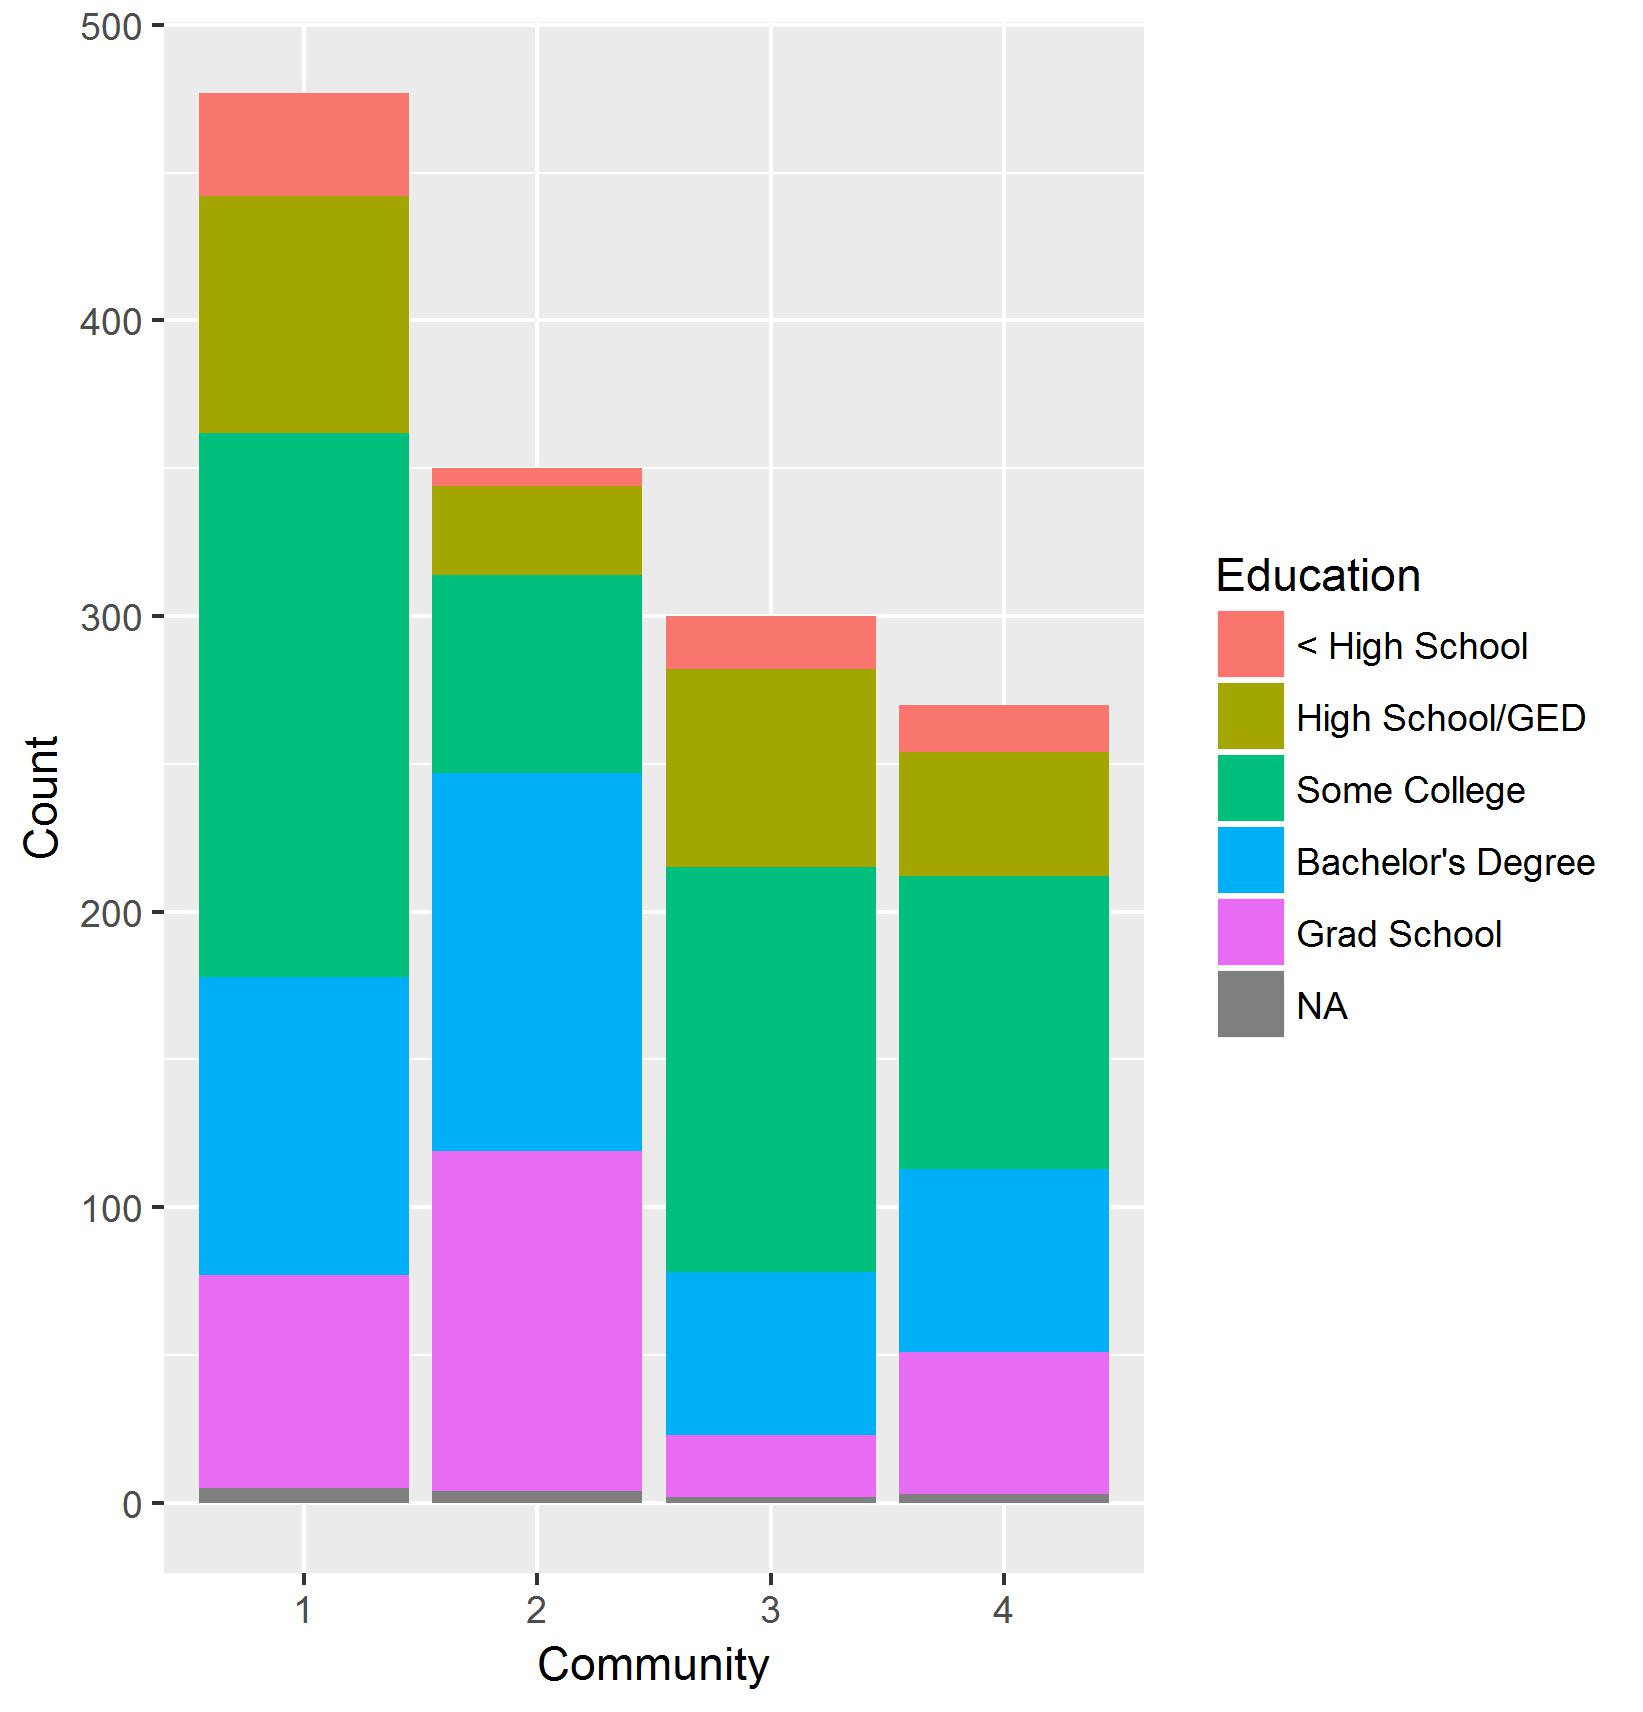 500
400
300
200
100
0
Count
1 2 3 4
Community
Education
< High School
High School/GED
Some College
Bachelor's Degree
Grad School
NA